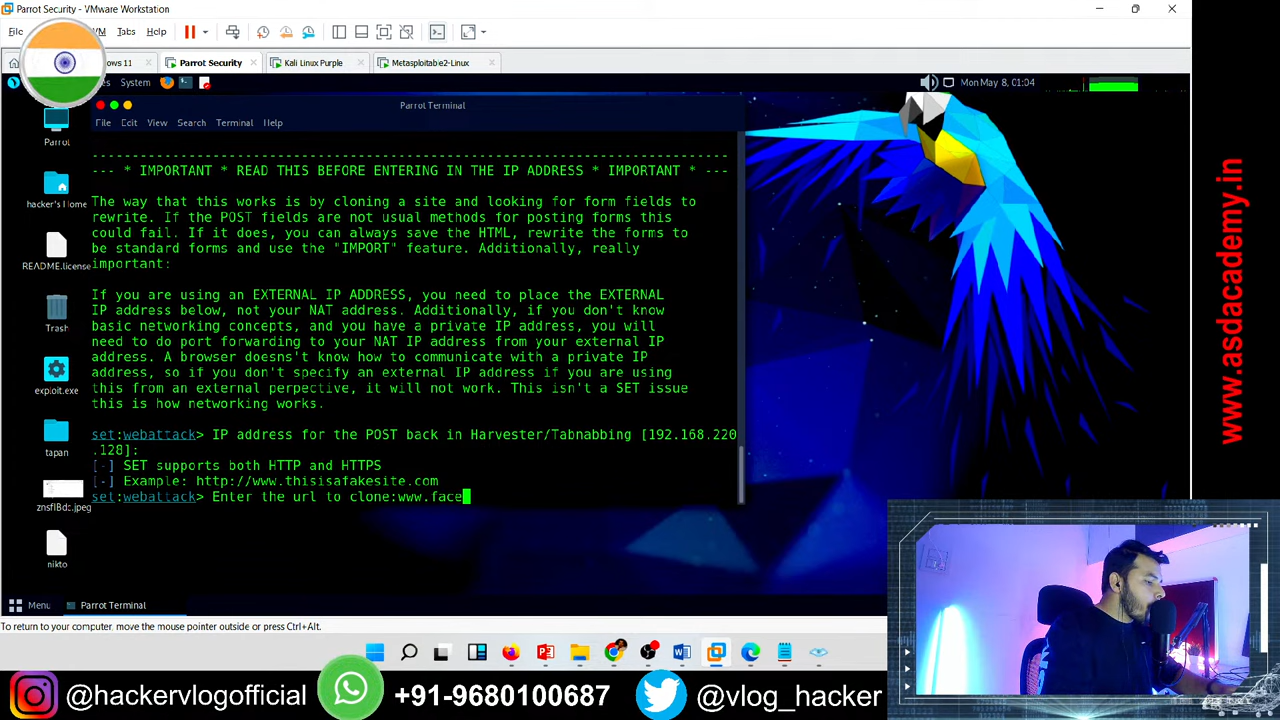 Parrot Security - VMware Workstation
File
VM
Tabs
Help
Parrot Security
Kali Linux Purple
Metasploitable2-Linux
System
Mon May 8, 01:04
Parrot Terminal
File Edit View Search Terminal Help
Parrot
hacker's Home
README.license
Trash
exploit.exe
tapan
znsflBdc.jpeg
nikto
--- * IMPORTANT * READ THIS BEFORE ENTERING IN THE IP ADDRESS * IMPORTANT * ---
The way that this works is by cloning a site and looking for form fields to
rewrite. If the POST fields are not usual methods for posting forms this
could fail. If it does, you can always save the HTML, rewrite the forms to
be standard forms and use the "IMPORT" feature. Additionally, really
important:
If you are using an EXTERNAL IP ADDRESS, you need to place the EXTERNAL
IP address below, not your NAT address. Additionally, if you don't know
basic networking concepts, and you have a private IP address, you will
need to do port forwarding to your NAT IP address from your external IP
address. A browser doesns't know how to communicate with a private IP
address, so if you don't specify an external IP address if you are using
this from an external perpective, it will not work. This isn't a SET issue
this is how networking works.
set:webattack> IP address for the POST back in Harvester/Tabnabbing [192.168.220
.128]:
[-] SET supports both HTTP and HTTPS
[-] Example: http://www.thisisafakesite.com
set:webattack> Enter the url to clone:www.face
Menu
Parrot Terminal
To return to your computer, move the mouse pointer outside or press Ctrl+Alt.
www.asdacademy.in
@hackervlogofficial
+91-9680100687
@vlog_hacker